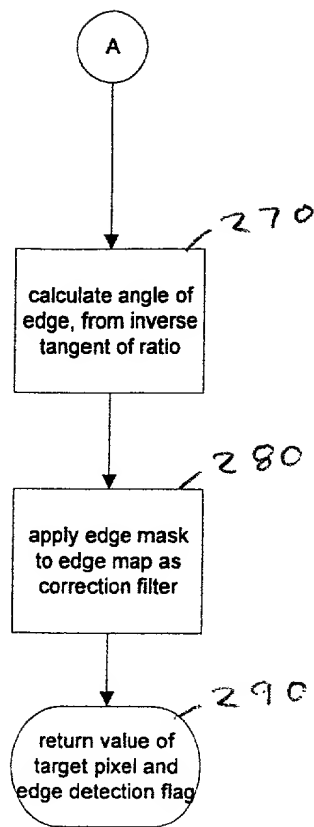 A
270
calculate angle of
edge, from inverse
tangent of ratio
280
apply edge mask
to edge map as
correction filter
290
return value of
target pixel and
edge detection flag